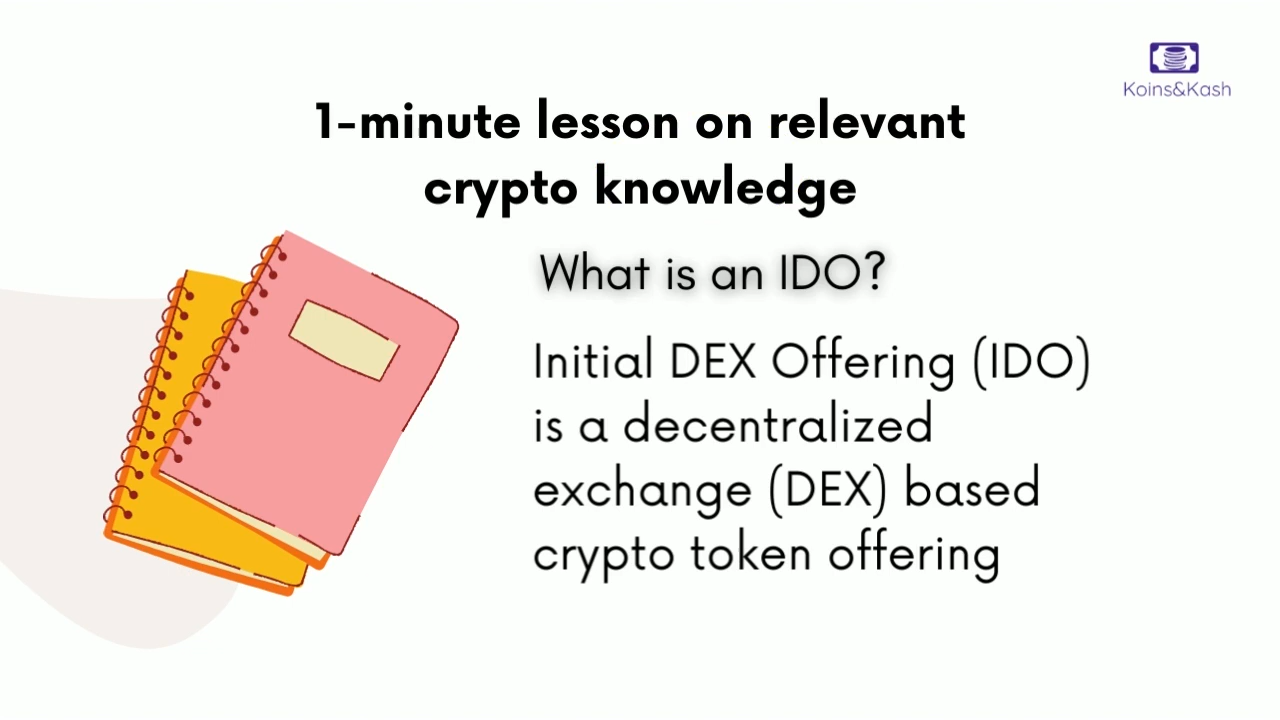 Koins&Kash
1-minute lesson on relevant
crypto knowledge
What is an IDO?
Initial DEX Offering (IDO)
is a decentralized
exchange (DEX) based
crypto token offering